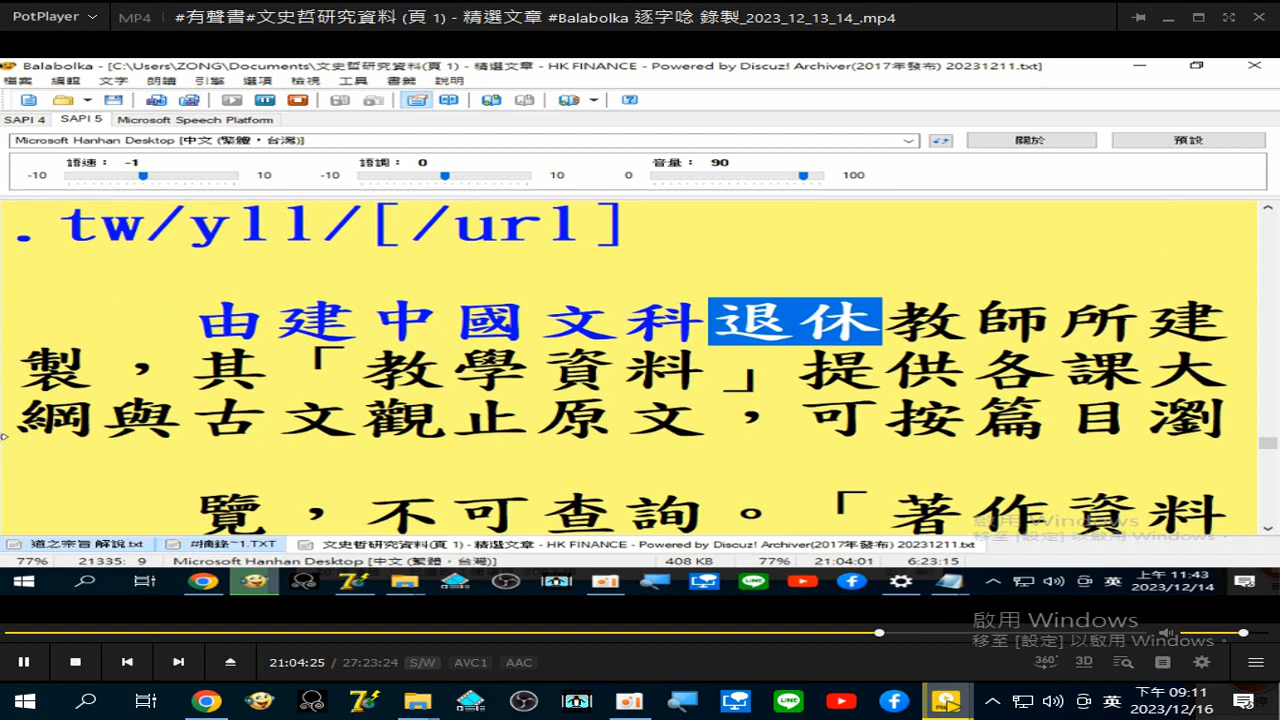 PotPlayer
MP4
#有聲書#文史哲研究資料 (頁 1) - 精選文章 #Balabolka 逐字唸 錄製_2023_12_13_14_.mp4
Balabolka - [C:\Users\ZONG\Documents\文史哲研究資料(頁 1) - 精選文章 - HK FINANCE - Powered by Discuz! Archiver(2017年發布) 20231211.txt]
檔案 編輯 文字 朗讀 引擎 選項 檢視 工具 書籤 說明
SAPI 4 SAPI 5 Microsoft Speech Platform
Microsoft Hanhan Desktop [中文 (繁體，台灣)]
關於 預設
語速： -1 語調： 0 音量： 90
-10 10 -10 10 0 100
. tw/yll/[/url]
由建中國文科退休教師所建
製，其「教學資料」提供各課大
綱與古文觀止原文，可按篇目瀏
覽，不可查詢。「著作資料
啟用 Windows
移至 [設定] 以啟用 Windows。
道之宗旨 解說.txt #摘錄~1.TXT 文史哲研究資料(頁 1) - 精選文章 - HK FINANCE - Powered by Discuz! Archiver(2017年發布) 20231211.txt
77% 21335: 9 Microsoft Hanhan Desktop [中文 (繁體，台灣)] 408 KB 77% 21:04:01 6:23:15
英 上午 11:43
2023/12/14
啟用 Windows
移至 [設定] 以啟用 Windows。
21:04:25 / 27:23:24 S/W AVC1 AAC
360° 3D
英 下午 09:11
2023/12/16